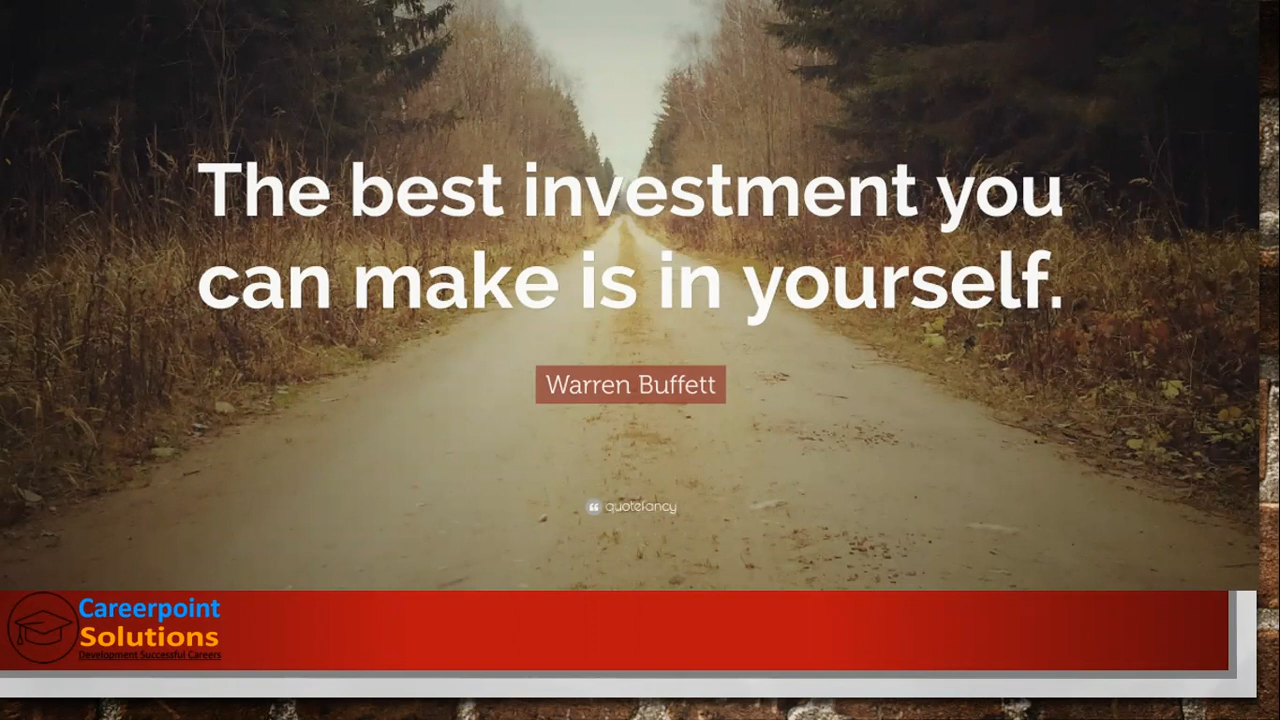 The best investment you
can make is in yourself.
Warren Buffett
quotefancy
Careerpoint
Solutions
Development Successful Careers